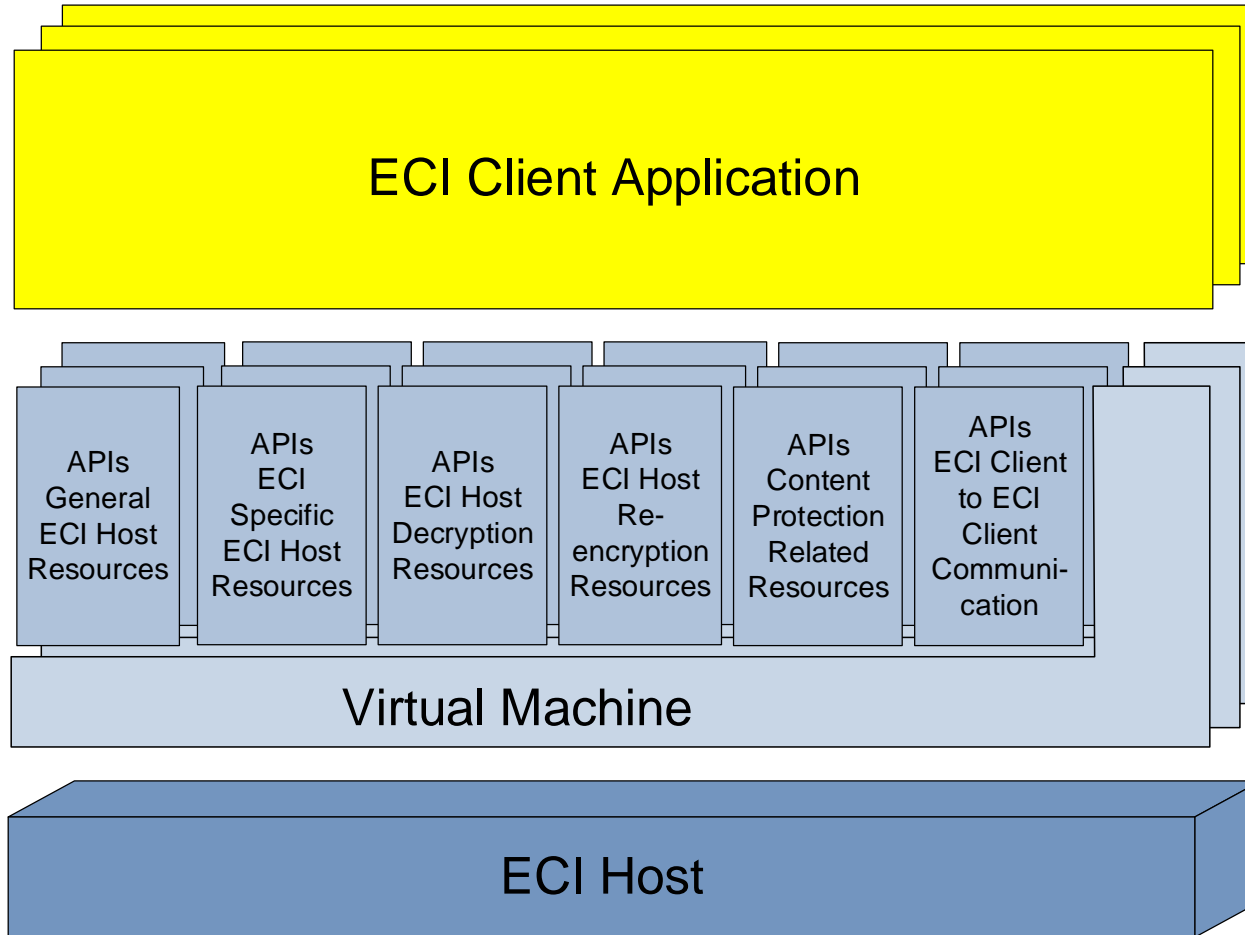 ECI Client Application
APIs
General
ECI Host
Resources
APIs
ECI
Specific
ECI Host
Resources
APIs
ECI Host
Decryption
Resources
APIs
ECI Host
Re-
encryption
Resources
APIs
Content
Protection
Related
Resources
APIs
ECI Client
to ECI
Client
Communi-
cation
Virtual Machine
ECI Host